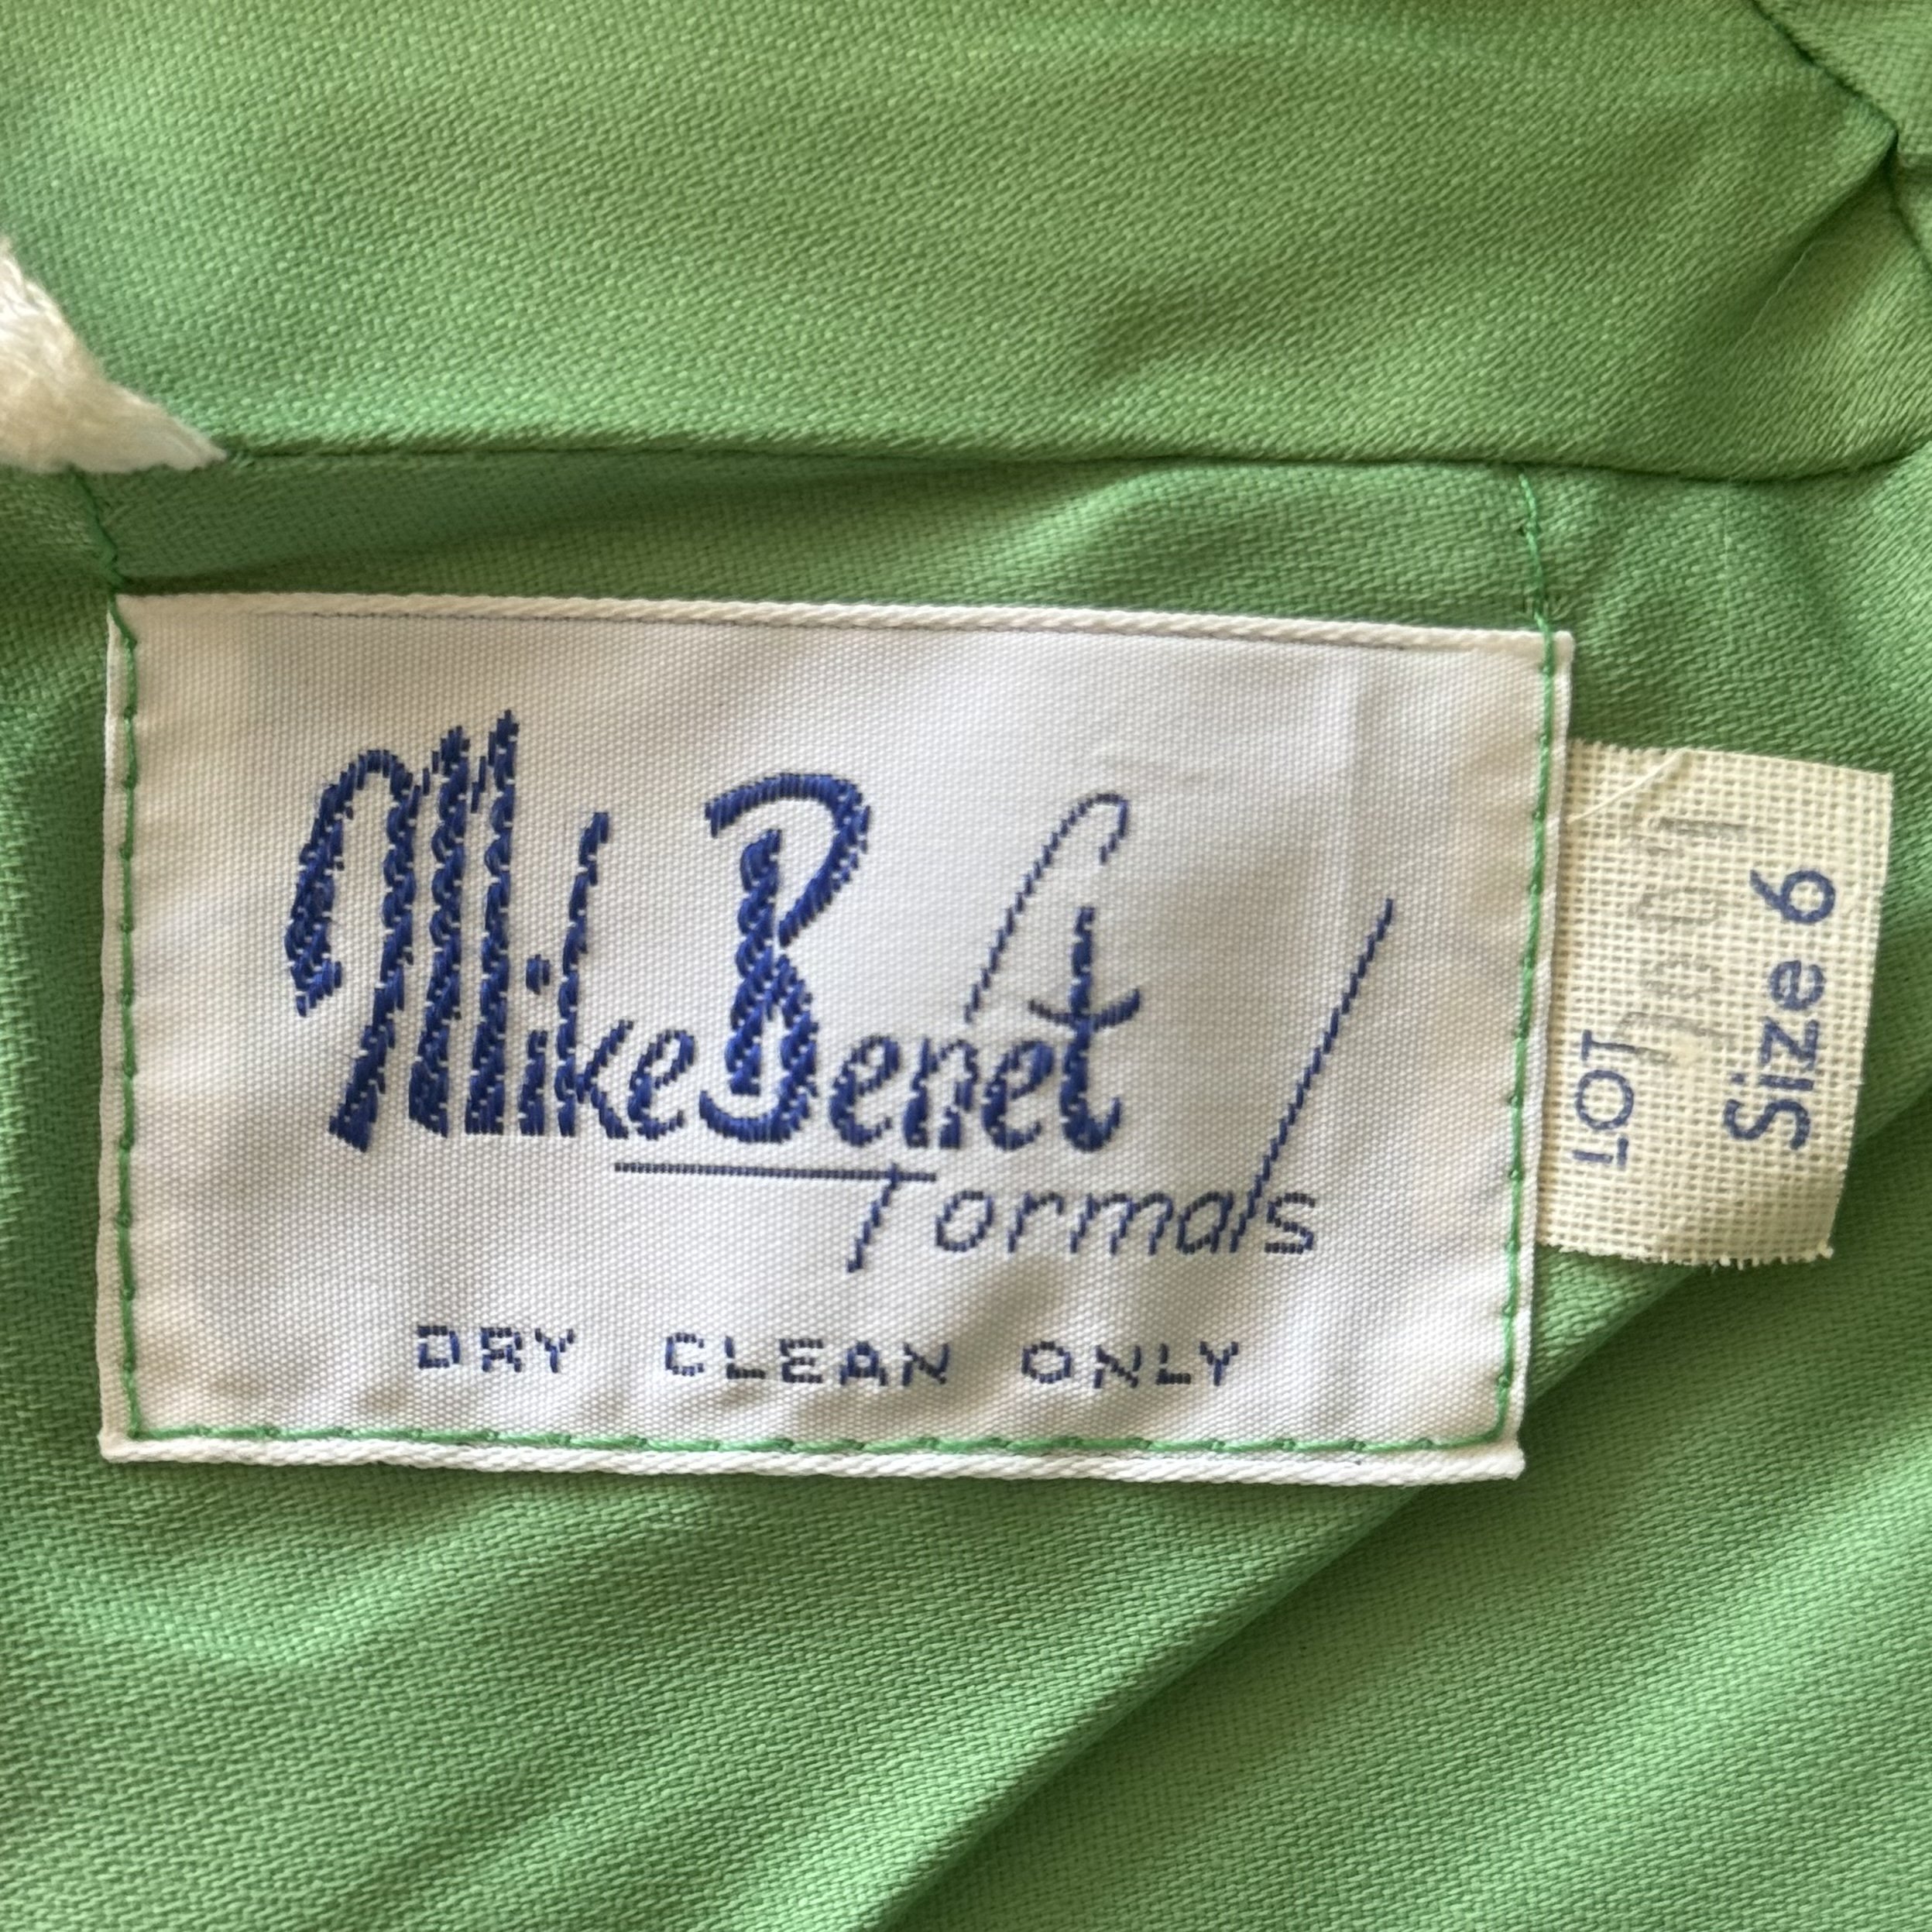 Mike Benet
Formals
DRY CLEAN ONLY
LOT
Size 6